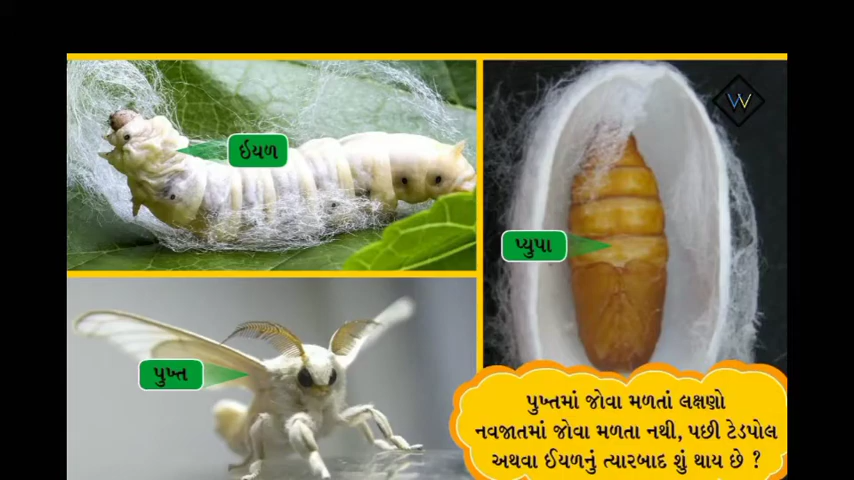 ઈયળ
પ્યુપા
પુખ્ત
પુખ્તમાં જોવા મળતાં લક્ષણો
નવજાતમાં જોવા મળતા નથી, પછી ટેડપોલ
અથવા ઈયળનું ત્યારબાદ શું થાય છે ?